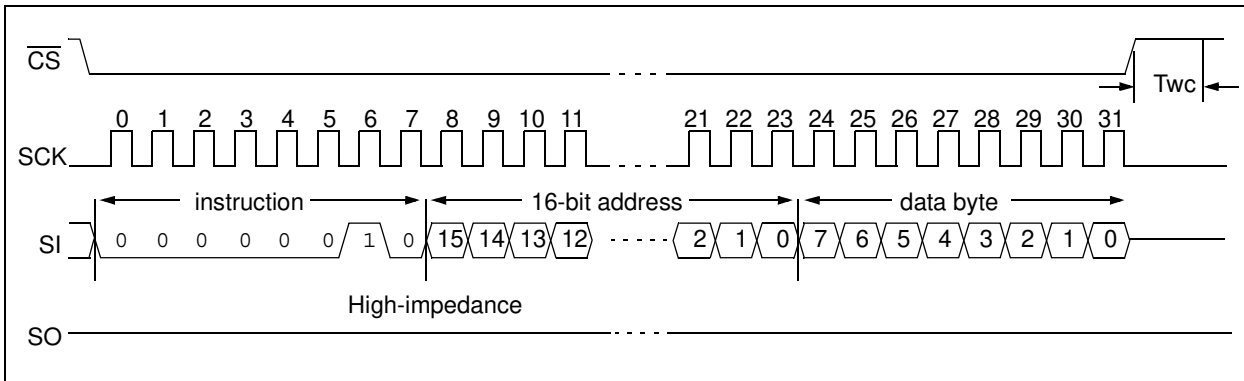 CS
Twc
0 1 2 3 4 5 6 7 8 9 10 11 21 22 23 24 25 26 27 28 29 30 31
SCK
instruction 16-bit address data byte
SI 0 0 0 0 0 0 1 0 15 14 13 12 2 1 0 7 6 5 4 3 2 1 0
High-impedance
SO